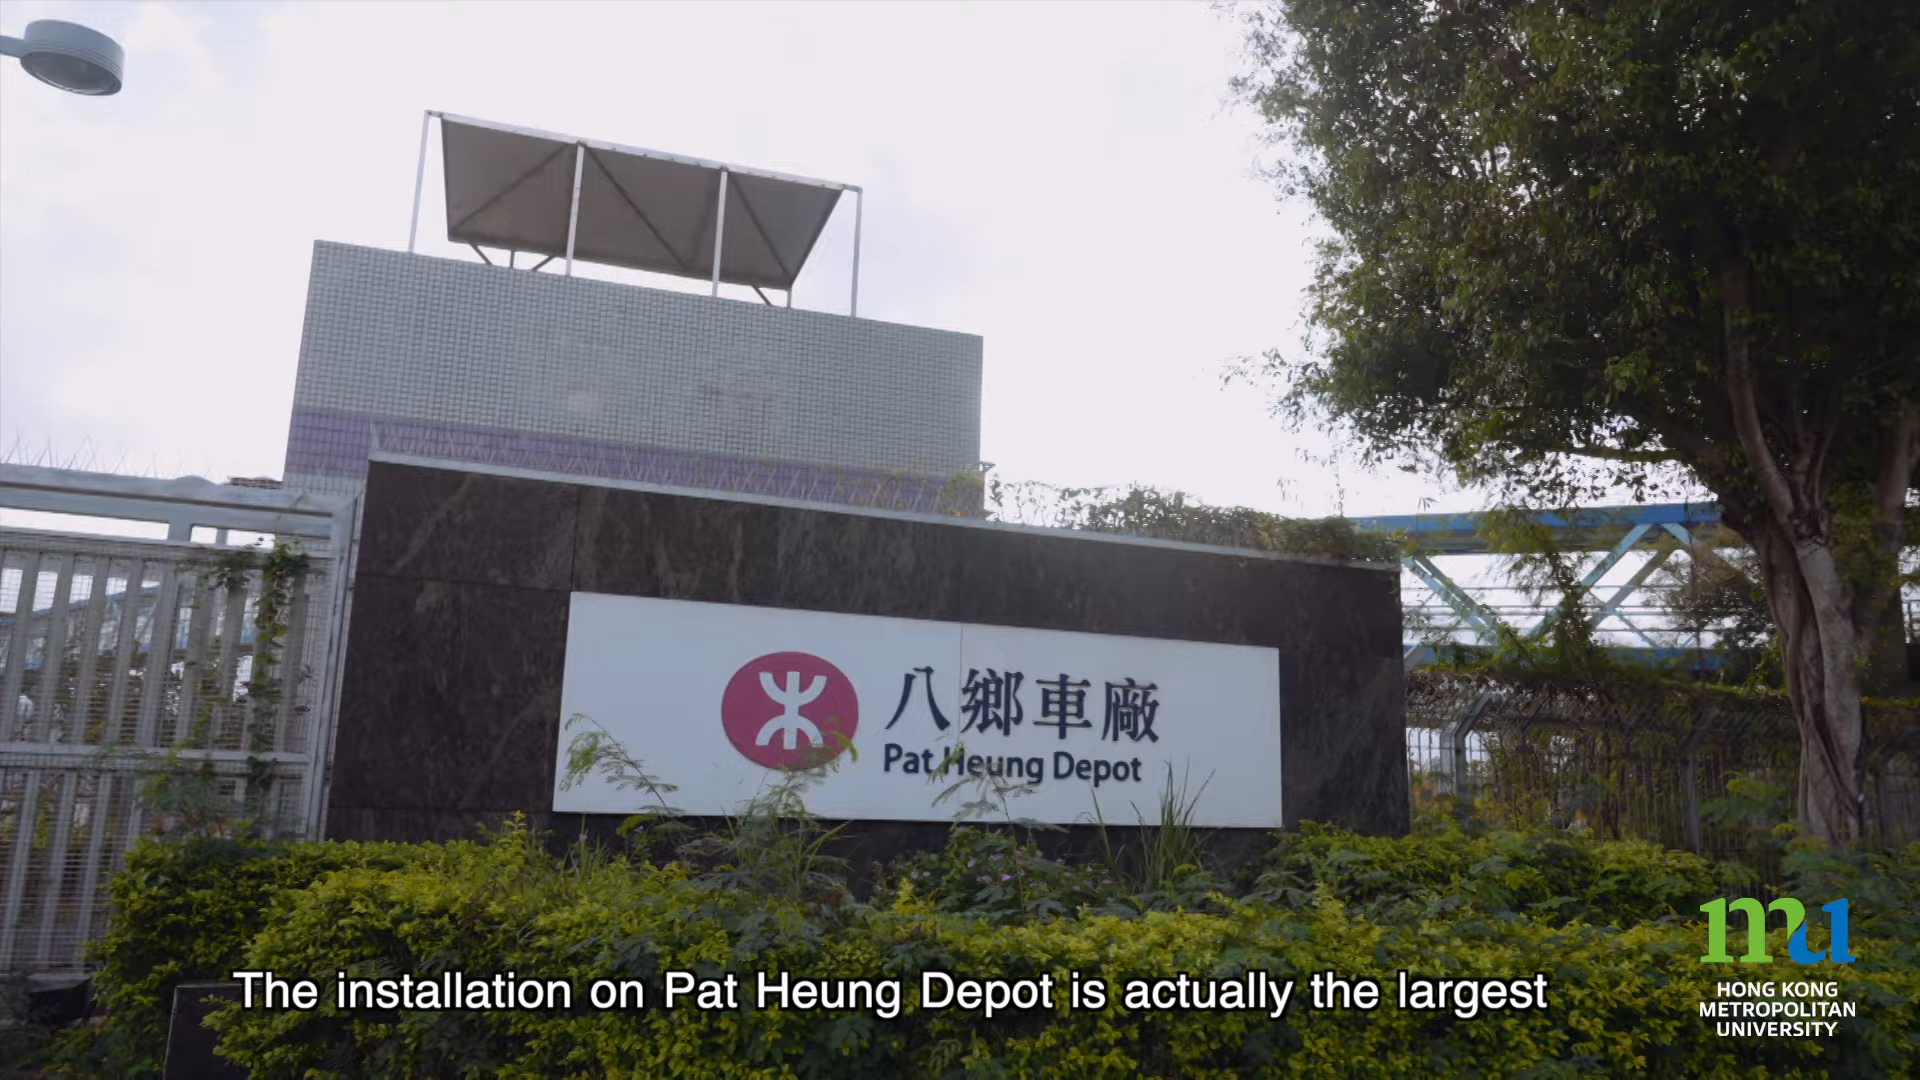 八鄉車廠
Pat Heung Depot
The installation on Pat Heung Depot is actually the largest
mu
HONG KONG
METROPOLITAN
UNIVERSITY